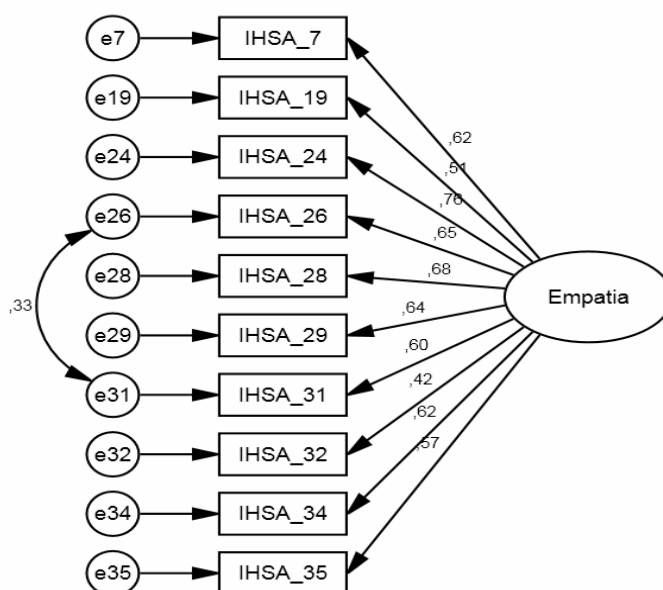 e7 IHSA_7
,62
e19 IHSA_19
,51
e24 IHSA_24
,76
e26 IHSA_26
,65
e28 IHSA_28
,68
Empatia
,33
,64
e29 IHSA_29
,60
e31 IHSA_31
,42
e32 IHSA_32
,62
,57
e34 IHSA_34
e35 IHSA_35